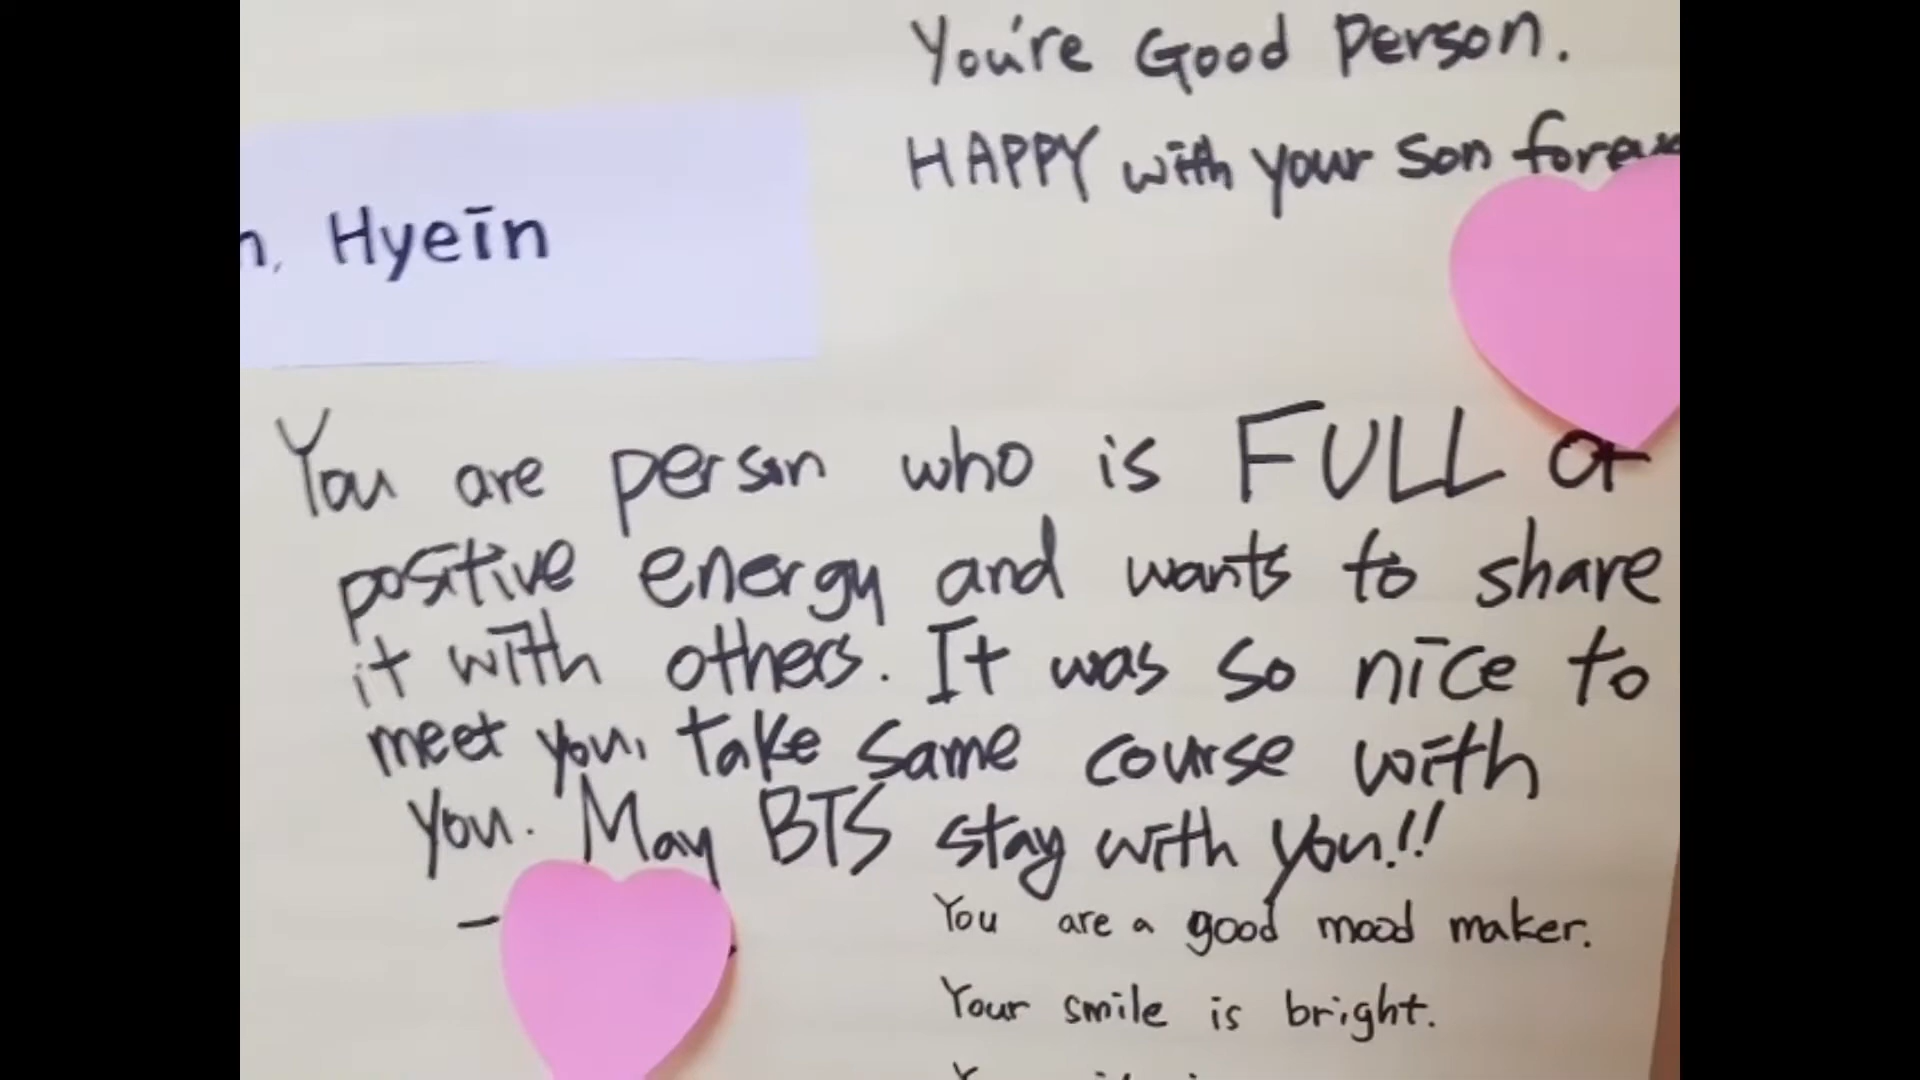 You're Good Person.
HAPPY with your son
Hyein
You are person who is FULL of
positive energy and wants to share
it with others. It was so nice to
meet you, take same course with
you. May BTS stay with you!!
You are a good mood maker.
Your smile is bright.